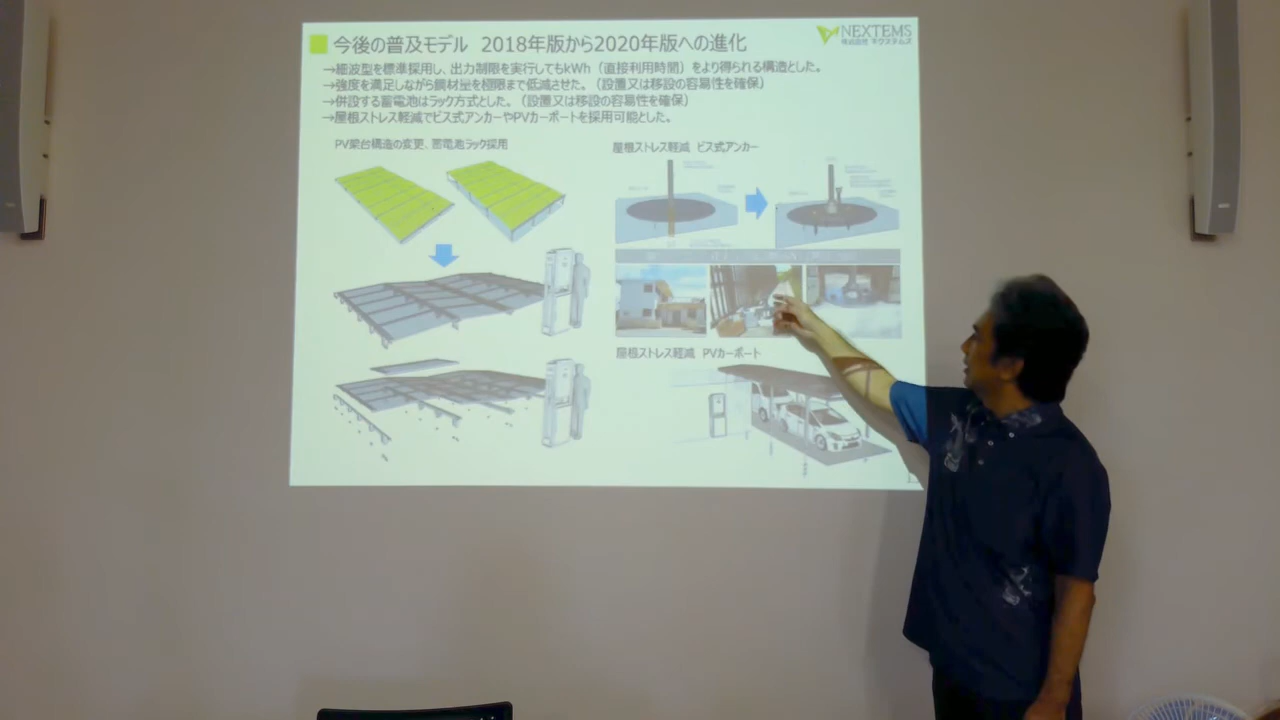 今後の普及モデル 2018年版から2020年版への進化
NEXTEMS
株式会社 ネクステムズ
→細波型を標準採用し、出力制限を実行してもkWh（直接利用時間）をより得られる構造とした。
→強度を満足しながら鋼材量を極限まで低減させた。（設置又は移設の容易性を確保）
→併設する蓄電池はラック方式とした。（設置又は移設の容易性を確保）
→屋根ストレス軽減でビス式アンカーやPVカーポートを採用可能とした。
PV架台構造の変更、蓄電池ラック採用
屋根ストレス軽減 ビス式アンカー
屋根ストレス軽減 PVカーポート